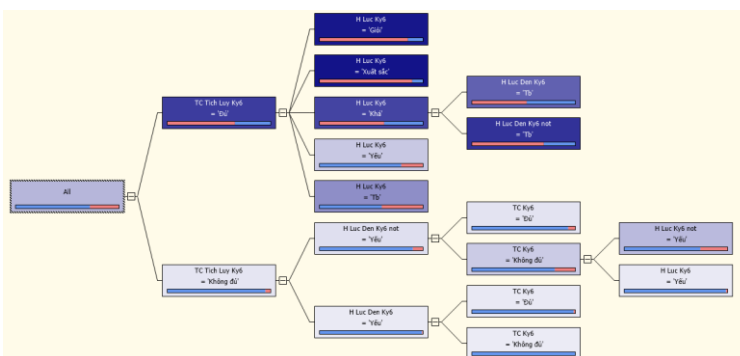 H Luc Ky6
= 'Giỏi'
H Luc Ky6
= 'Xuất sắc'
TC Tich Luy Ky6
= 'Đủ'
H Luc Ky6
= 'Khá'
H Luc Den Ky6
= 'Tb'
H Luc Den Ky6 not
= 'Tb'
H Luc Ky6
= 'Yếu'
H Luc Ky6
= 'Tb'
All
TC Tich Luy Ky6
= 'Không đủ'
H Luc Den Ky6 not
= 'Yếu'
TC Ky6
= 'Đủ'
TC Ky6
= 'Không đủ'
H Luc Ky6 not
= 'Yếu'
H Luc Ky6
= 'Yếu'
H Luc Den Ky6
= 'Yếu'
TC Ky6
= 'Đủ'
TC Ky6
= 'Không đủ'